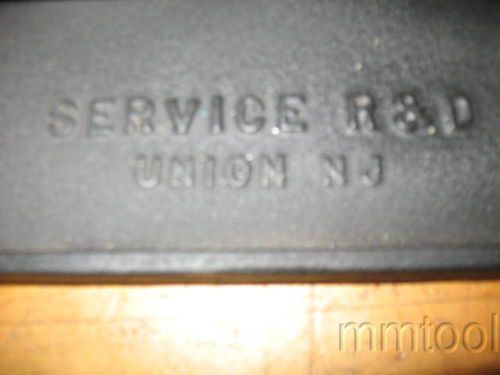 SERVICE R&D
UNION NJ
mmtool